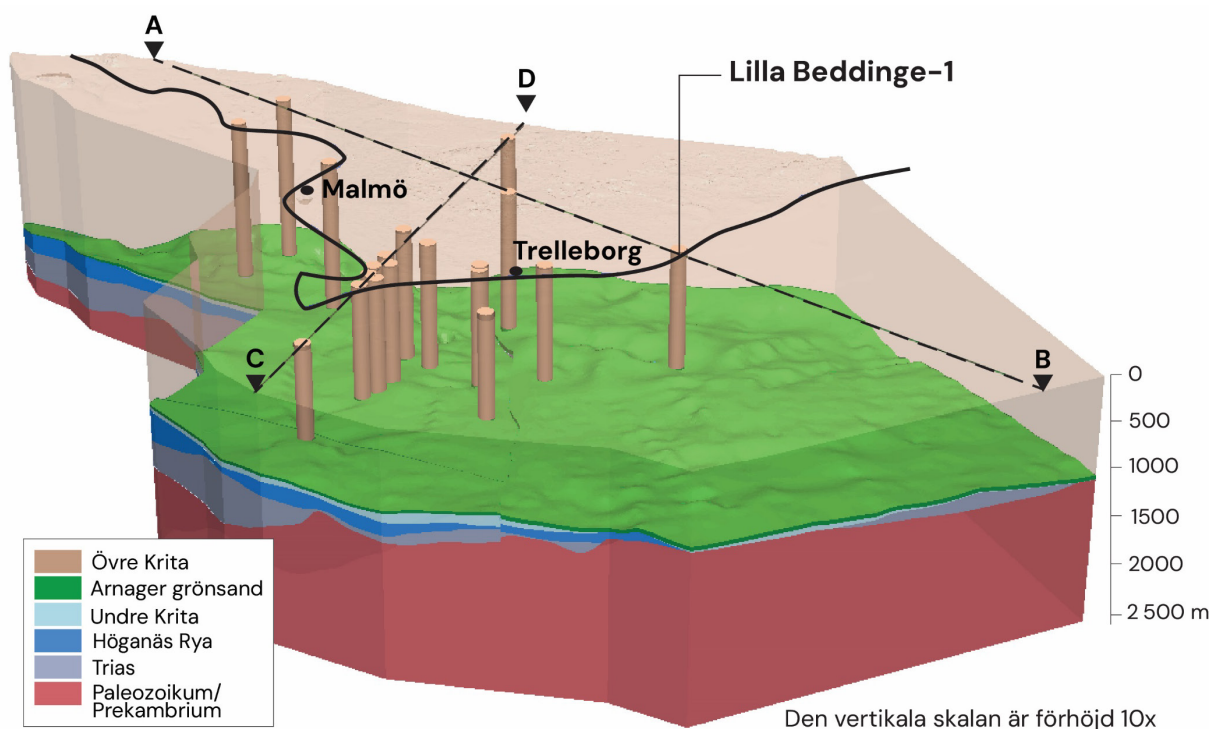 A
D
Lilla Beddinge-1
Malmö
Trelleborg
C
B
0
500
1000
1500
2000
2 500 m
Övre Krita
Arnager grönsand
Undre Krita
Höganäs Rya
Trias
Paleozoikum/
Prekambrium
Den vertikala skalan är förhöjd 10x